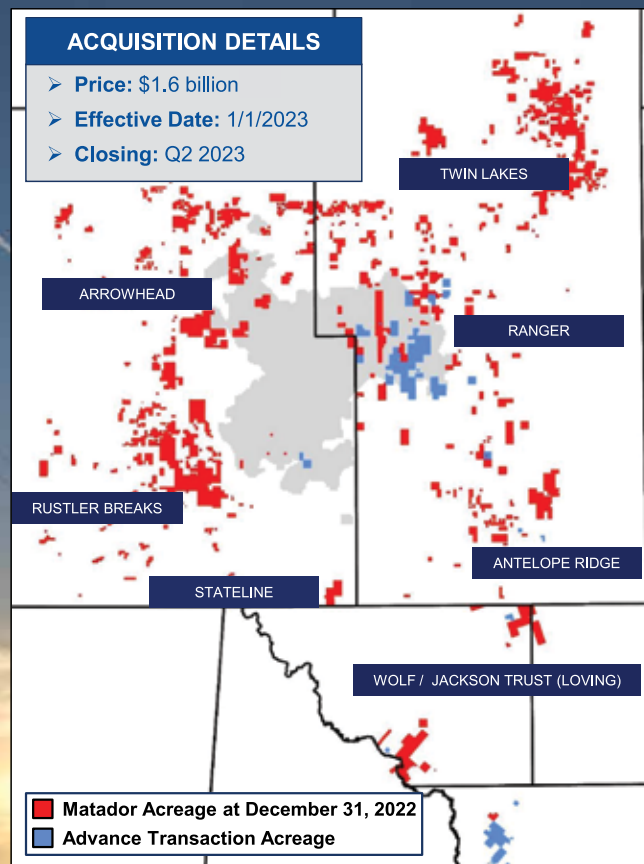 ACQUISITION DETAILS
➢ Price: $1.6 billion
➢ Effective Date: 1/1/2023
➢ Closing: Q2 2023
TWIN LAKES
ARROWHEAD
RANGER
RUSTLER BREAKS
ANTELOPE RIDGE
STATELINE
WOLF / JACKSON TRUST (LOVING)
Matador Acreage at December 31, 2022
Advance Transaction Acreage